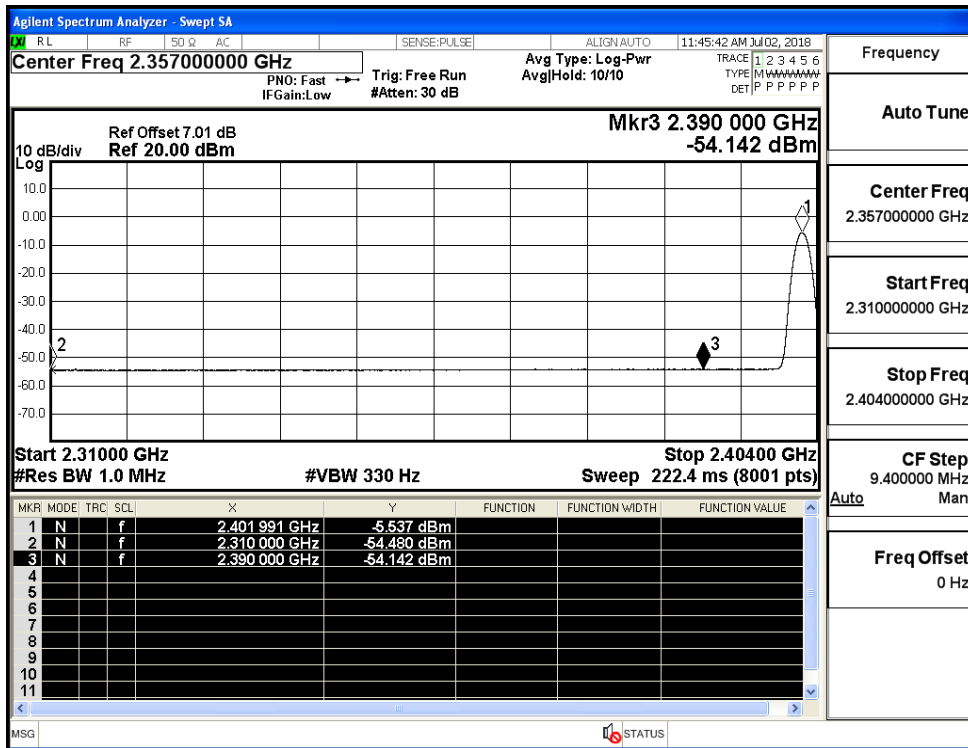 Agilent Spectrum Analyzer - Swept SA
LXI RL RF 50 Ω AC SENSE:PULSE ALIGN AUTO 11:45:42 AM Jul 02, 2018
Center Freq 2.357000000 GHz
PNO: Fast
IFGain:Low
Trig: Free Run
#Atten: 30 dB
Avg Type: Log-Pwr
Avg|Hold: 10/10
TRACE 1 2 3 4 5 6
TYPE M W W W W W
DET P P P P P P
Ref Offset 7.01 dB
Mkr3 2.390 000 GHz
10 dB/div Ref 20.00 dBm -54.142 dBm
Log
10.0
0.00
-10.0
-20.0
-30.0
-40.0
-50.0
-60.0
-70.0
1
2
3
Start 2.31000 GHz Stop 2.40400 GHz
#Res BW 1.0 MHz #VBW 330 Hz Sweep 222.4 ms (8001 pts)
MKR MODE TRC SCL X Y FUNCTION FUNCTION WIDTH FUNCTION VALUE
1 N f 2.401 991 GHz -5.537 dBm
2 N f 2.310 000 GHz -54.480 dBm
3 N f 2.390 000 GHz -54.142 dBm
4
5
6
7
8
9
10
11
MSG STATUS
Frequency
Auto Tune
Center Freq
2.357000000 GHz
Start Freq
2.310000000 GHz
Stop Freq
2.404000000 GHz
CF Step
9.400000 MHz
Auto Man
Freq Offset
0 Hz